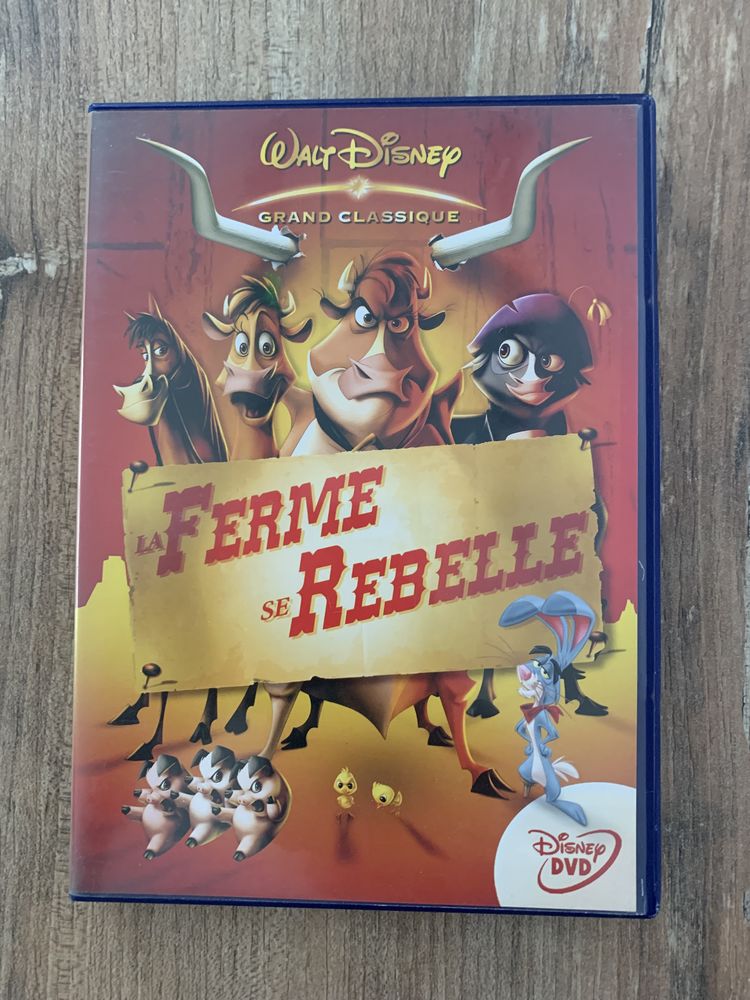 WALT DISNEY
GRAND CLASSIQUE
LA FERME
SE REBELLE
DISNEY
DVD